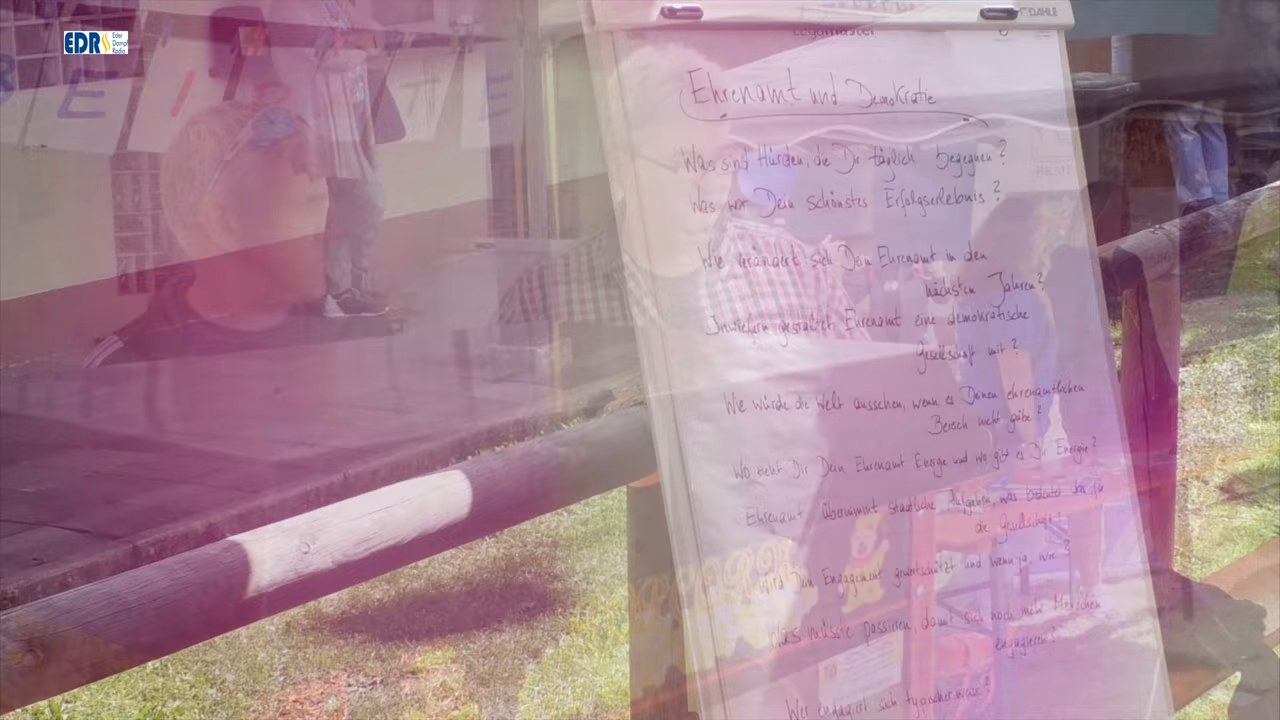 EDR Eder Dampf Radio
DAHLE
Legamaster
Ehrenamt und Demokratie
Was sind Hürden, die Dir täglich begegnen?
Was war Dein schönstes Erfolgserlebnis?
Wie verändert sich Dein Ehrenamt in den
nächsten Jahren?
Inwiefern gestaltet Ehrenamt eine demokratische
Gesellschaft mit?
Wie würde die Welt aussehen, wenn es Deinen ehrenamtlichen
Bereich nicht gäbe?
Wo zieht Dir Dein Ehrenamt Energie und wo gibt es Dir Energie?
Ehrenamt übernimmt staatliche Aufgaben, was bedeutet das für
die Gesellschaft?
Wird Dein Engagement gewertschätzt und wenn ja, wie?
Was müsste passieren, damit sich noch mehr Menschen
engagieren?
Wer engagiert sich typischerweise?